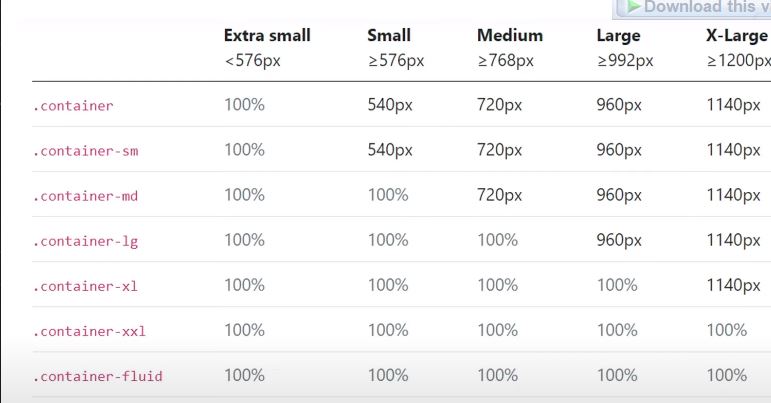 Download this v
Extra small Small Medium Large X-Large
<576px ≥576px ≥768px ≥992px ≥1200px
.container 100% 540px 720px 960px 1140px
.container-sm 100% 540px 720px 960px 1140px
.container-md 100% 100% 720px 960px 1140px
.container-lg 100% 100% 100% 960px 1140px
.container-xl 100% 100% 100% 100% 1140px
.container-xxl 100% 100% 100% 100% 100%
.container-fluid 100% 100% 100% 100% 100%